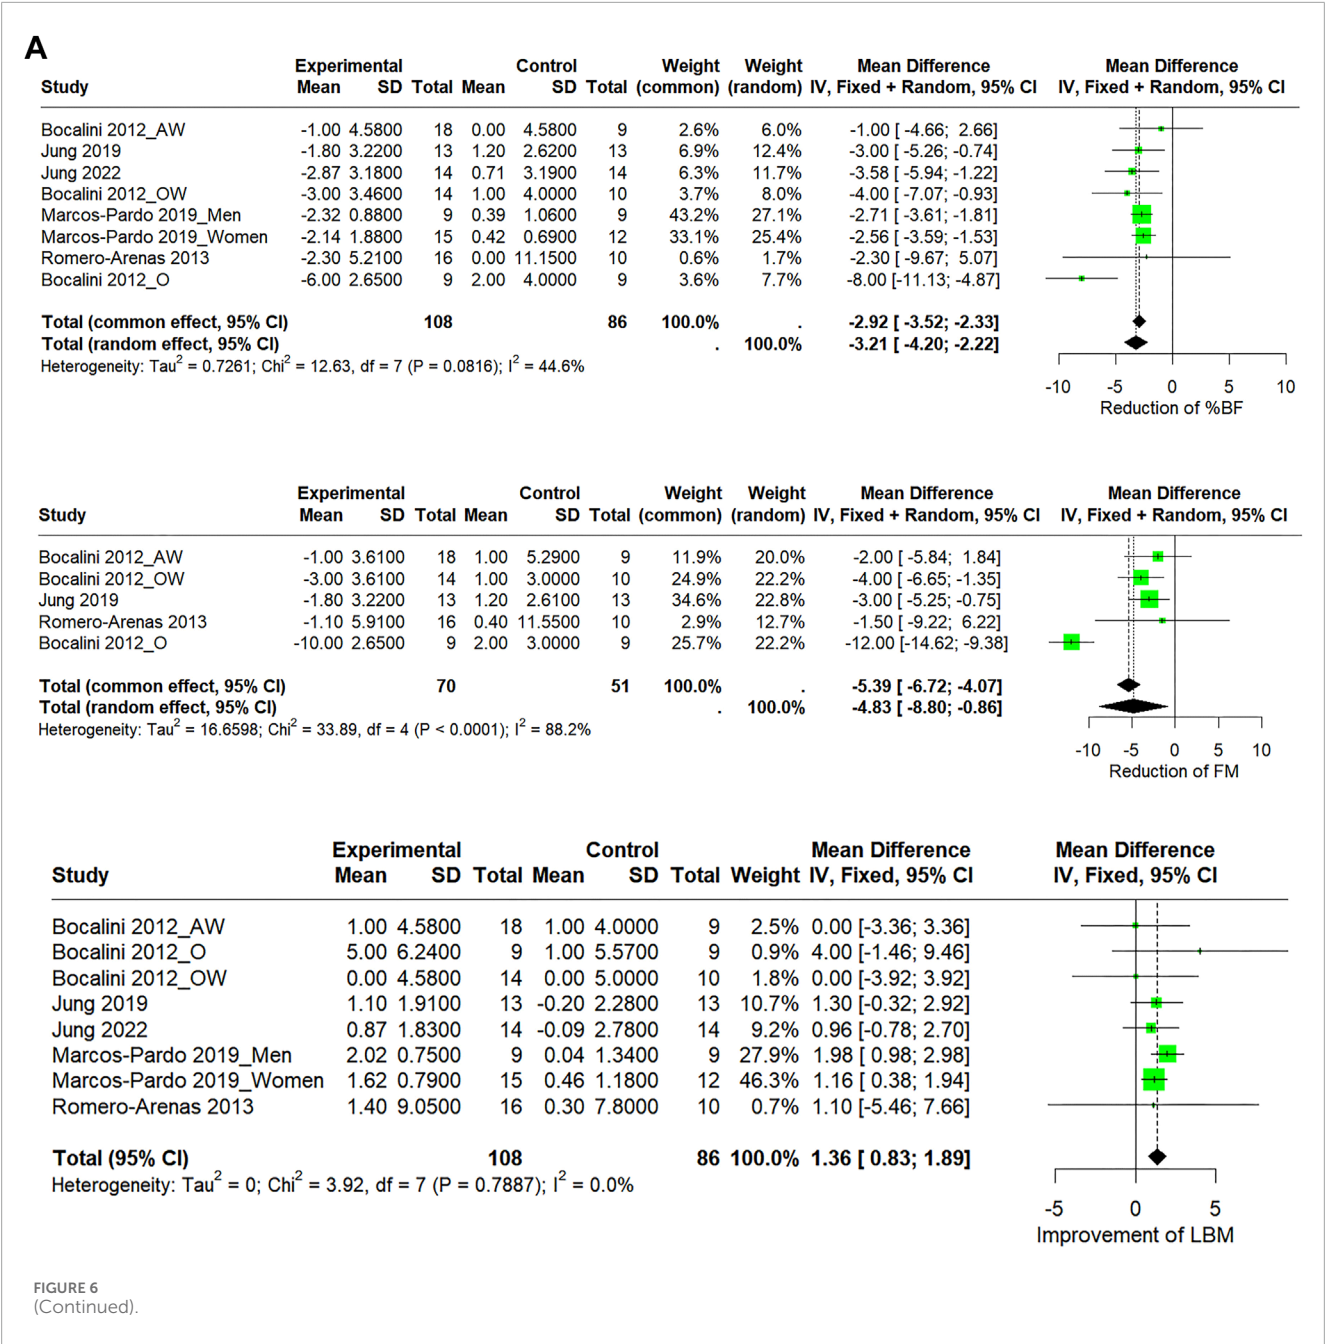 A
Experimental Control Weight Weight Mean Difference Mean Difference
Study Mean SD Total Mean SD Total (common) (random) IV, Fixed + Random, 95% CI IV, Fixed + Random, 95% CI
Bocalini 2012_AW -1.00 4.5800 18 0.00 4.5800 9 2.6% 6.0% -1.00 [ -4.66; 2.66]
Jung 2019 -1.80 3.2200 13 1.20 2.6200 13 6.9% 12.4% -3.00 [ -5.26; -0.74]
Jung 2022 -2.87 3.1800 14 0.71 3.1900 14 6.3% 11.7% -3.58 [ -5.94; -1.22]
Bocalini 2012_OW -3.00 3.4600 14 1.00 4.0000 10 3.7% 8.0% -4.00 [ -7.07; -0.93]
Marcos-Pardo 2019_Men -2.32 0.8800 9 0.39 1.0600 9 43.2% 27.1% -2.71 [ -3.61; -1.81]
Marcos-Pardo 2019_Women -2.14 1.8800 15 0.42 0.6900 12 33.1% 25.4% -2.56 [ -3.59; -1.53]
Romero-Arenas 2013 -2.30 5.2100 16 0.00 11.1500 10 0.6% 1.7% -2.30 [ -9.67; 5.07]
Bocalini 2012_O -6.00 2.6500 9 2.00 4.0000 9 3.6% 7.7% -8.00 [-11.13; -4.87]
Total (common effect, 95% CI) 108 86 100.0% . -2.92 [ -3.52; -2.33]
Total (random effect, 95% CI) . 100.0% -3.21 [ -4.20; -2.22]
Heterogeneity: Tau² = 0.7261; Chi² = 12.63, df = 7 (P = 0.0816); I² = 44.6%
-10 -5 0 5 10
Reduction of %BF
Experimental Control Weight Weight Mean Difference Mean Difference
Study Mean SD Total Mean SD Total (common) (random) IV, Fixed + Random, 95% CI IV, Fixed + Random, 95% CI
Bocalini 2012_AW -1.00 3.6100 18 1.00 5.2900 9 11.9% 20.0% -2.00 [ -5.84; 1.84]
Bocalini 2012_OW -3.00 3.6100 14 1.00 3.0000 10 24.9% 22.2% -4.00 [ -6.65; -1.35]
Jung 2019 -1.80 3.2200 13 1.20 2.6100 13 34.6% 22.8% -3.00 [ -5.25; -0.75]
Romero-Arenas 2013 -1.10 5.9100 16 0.40 11.5500 10 2.9% 12.7% -1.50 [ -9.22; 6.22]
Bocalini 2012_O -10.00 2.6500 9 2.00 3.0000 9 25.7% 22.2% -12.00 [-14.62; -9.38]
Total (common effect, 95% CI) 70 51 100.0% . -5.39 [ -6.72; -4.07]
Total (random effect, 95% CI) . 100.0% -4.83 [ -8.80; -0.86]
Heterogeneity: Tau² = 16.6598; Chi² = 33.89, df = 4 (P < 0.0001); I² = 88.2%
-10 -5 0 5 10
Reduction of FM
Experimental Control Mean Difference Mean Difference
Study Mean SD Total Mean SD Total Weight IV, Fixed, 95% CI IV, Fixed, 95% CI
Bocalini 2012_AW 1.00 4.5800 18 1.00 4.0000 9 2.5% 0.00 [-3.36; 3.36]
Bocalini 2012_O 5.00 6.2400 9 1.00 5.5700 9 0.9% 4.00 [-1.46; 9.46]
Bocalini 2012_OW 0.00 4.5800 14 0.00 5.0000 10 1.8% 0.00 [-3.92; 3.92]
Jung 2019 1.10 1.9100 13 -0.20 2.2800 13 10.7% 1.30 [-0.32; 2.92]
Jung 2022 0.87 1.8300 14 -0.09 2.7800 14 9.2% 0.96 [-0.78; 2.70]
Marcos-Pardo 2019_Men 2.02 0.7500 9 0.04 1.3400 9 27.9% 1.98 [ 0.98; 2.98]
Marcos-Pardo 2019_Women 1.62 0.7900 15 0.46 1.1800 12 46.3% 1.16 [ 0.38; 1.94]
Romero-Arenas 2013 1.40 9.0500 16 0.30 7.8000 10 0.7% 1.10 [-5.46; 7.66]
Total (95% CI) 108 86 100.0% 1.36 [ 0.83; 1.89]
Heterogeneity: Tau² = 0; Chi² = 3.92, df = 7 (P = 0.7887); I² = 0.0%
-5 0 5
Improvement of LBM
FIGURE 6
(Continued).